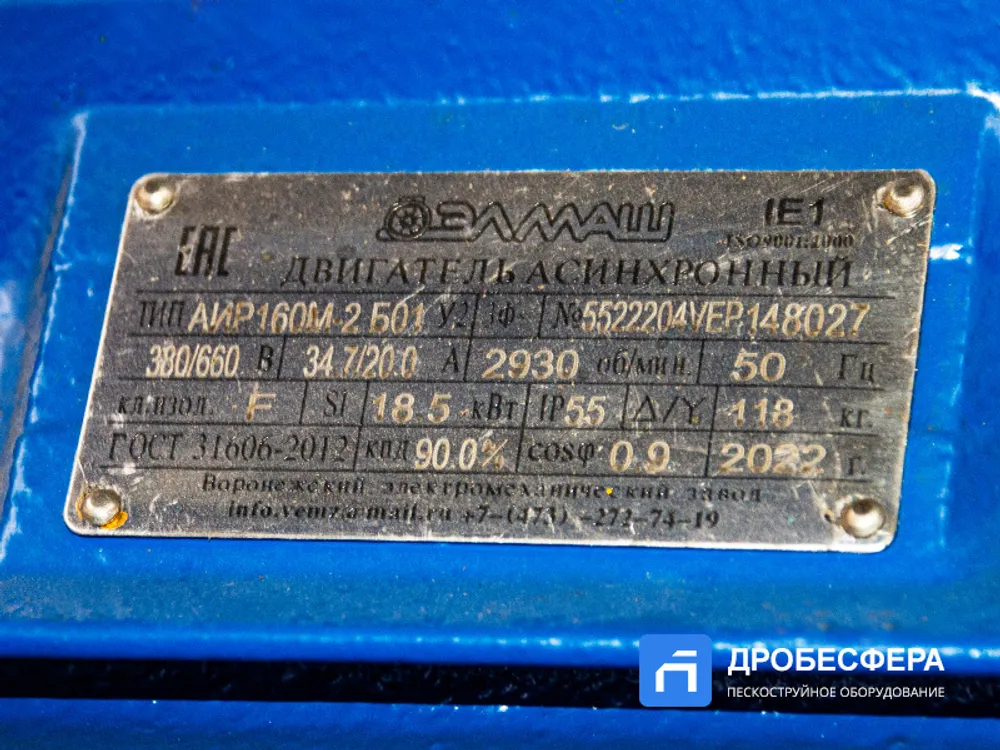 ЭЛМАШ IE1
ISO9001:2000
ЕАС
ДВИГАТЕЛЬ АСИНХРОННЫЙ
ТИП АИР160М-2 Б01 У2 3ф. №5522204VEP148027
380/660 В 34.7/20.0 А 2930 об/мин. 50 Гц
кл.изол. F S1 18.5 кВт IP55 Δ/Y 118 кг.
ГОСТ 31606-2012 кпд 90.0% cosφ 0.9 2022 г.
Воронежский электромеханический завод
+7-(473)-272-74-19
ДРОБЕСФЕРА
ПЕСКОСТРУЙНОЕ ОБОРУДОВАНИЕ